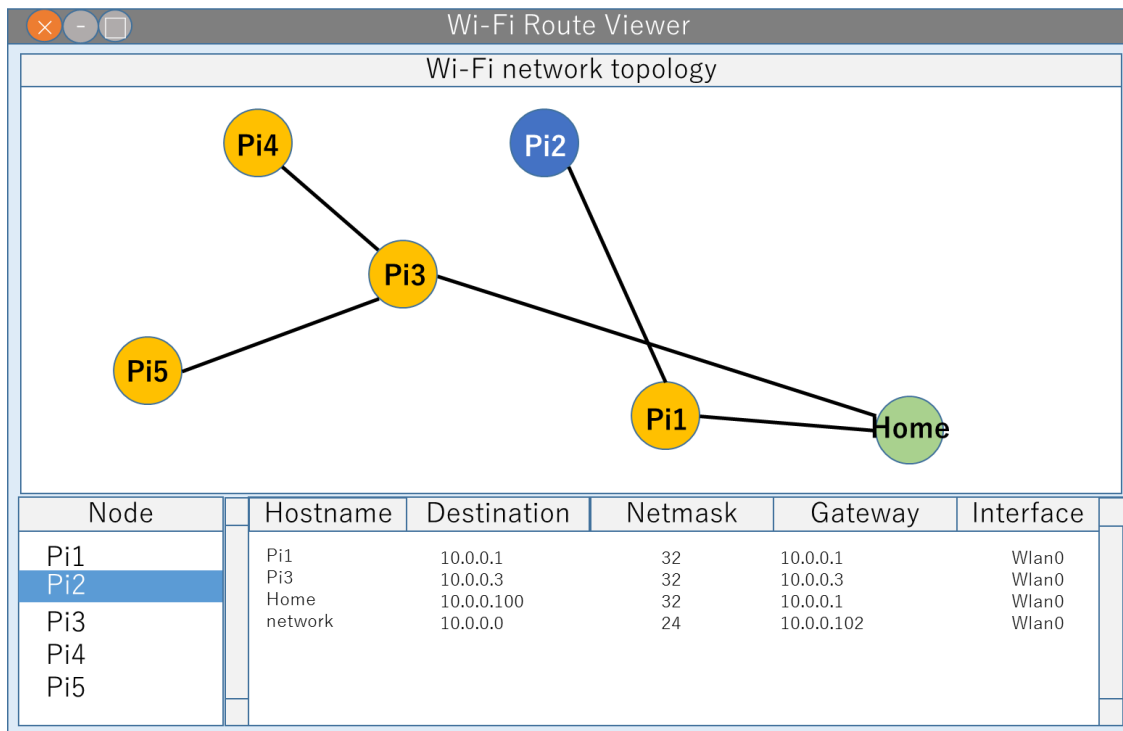 Wi-Fi Route Viewer
Wi-Fi network topology
Pi4
Pi2
Pi3
Pi5
Pi1
Home
Node
Pi1
Pi2
Pi3
Pi4
Pi5
Hostname Destination Netmask Gateway Interface
Pi1 10.0.0.1 32 10.0.0.1 Wlan0
Pi3 10.0.0.3 32 10.0.0.3 Wlan0
Home 10.0.0.100 32 10.0.0.1 Wlan0
network 10.0.0.0 24 10.0.0.102 Wlan0